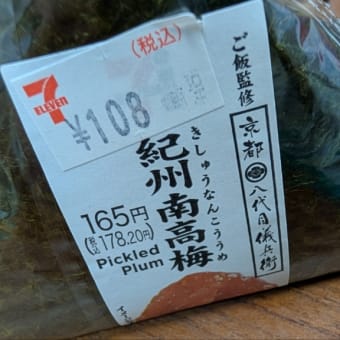 (税込)
7
ELEVEN
¥108
ご飯監修
京都 八代目儀兵衛
きしゅうなんこううめ
紀州南高梅
165円
(税込178.20円)
Pickled
Plum